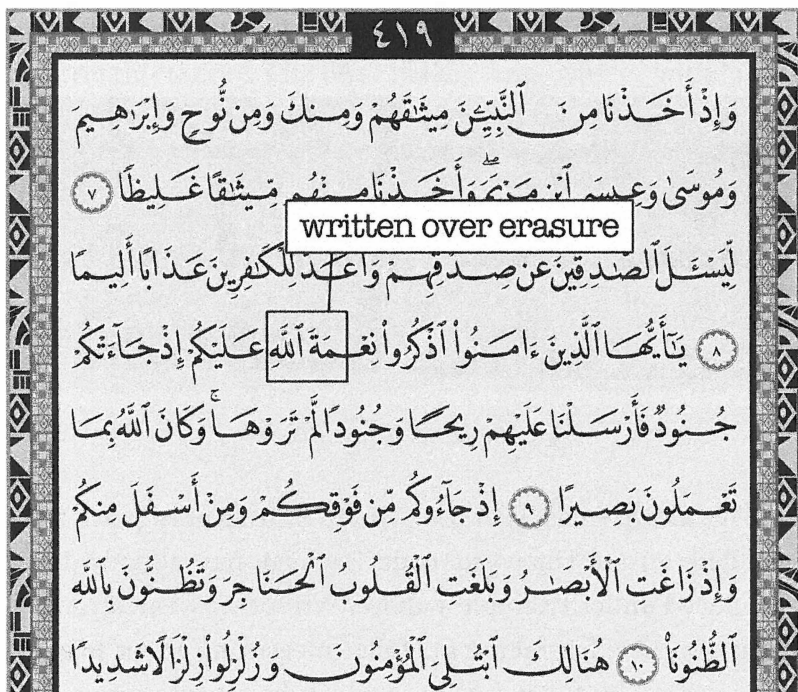 ٤١٩
وَإِذْ أَخَذْنَا مِنَ ٱلنَّبِيِّـۧنَ مِيثَٰقَهُمْ وَمِنكَ وَمِن نُّوحٍ وَإِبْرَٰهِيمَ
وَمُوسَىٰ وَعِيسَى ٱبْنِ مَرْيَمَ ۖ وَأَخَذْنَا مِنْهُم مِّيثَٰقًا غَلِيظًا ٧
written over erasure
لِّيَسْـَٔلَ ٱلصَّٰدِقِينَ عَن صِدْقِهِمْ وَأَعَدَّ لِلْكَٰفِرِينَ عَذَابًا أَلِيمًا
٨ يَٰٓأَيُّهَا ٱلَّذِينَ ءَامَنُوا۟ ٱذْكُرُوا۟ نِعْمَةَ ٱللَّهِ عَلَيْكُمْ إِذْ جَآءَتْكُمْ
جُنُودٌ فَأَرْسَلْنَا عَلَيْهِمْ رِيحًا وَجُنُودًا لَّمْ تَرَوْهَا ۚ وَكَانَ ٱللَّهُ بِمَا
تَعْمَلُونَ بَصِيرًا ٩ إِذْ جَآءُوكُم مِّن فَوْقِكُمْ وَمِنْ أَسْفَلَ مِنكُمْ
وَإِذْ زَاغَتِ ٱلْأَبْصَٰرُ وَبَلَغَتِ ٱلْقُلُوبُ ٱلْحَنَاجِرَ وَتَظُنُّونَ بِٱللَّهِ
ٱلظُّنُونَا۠ ١٠ هُنَالِكَ ٱبْتُلِىَ ٱلْمُؤْمِنُونَ وَزُلْزِلُوا۟ زِلْزَالًا شَدِيدًا